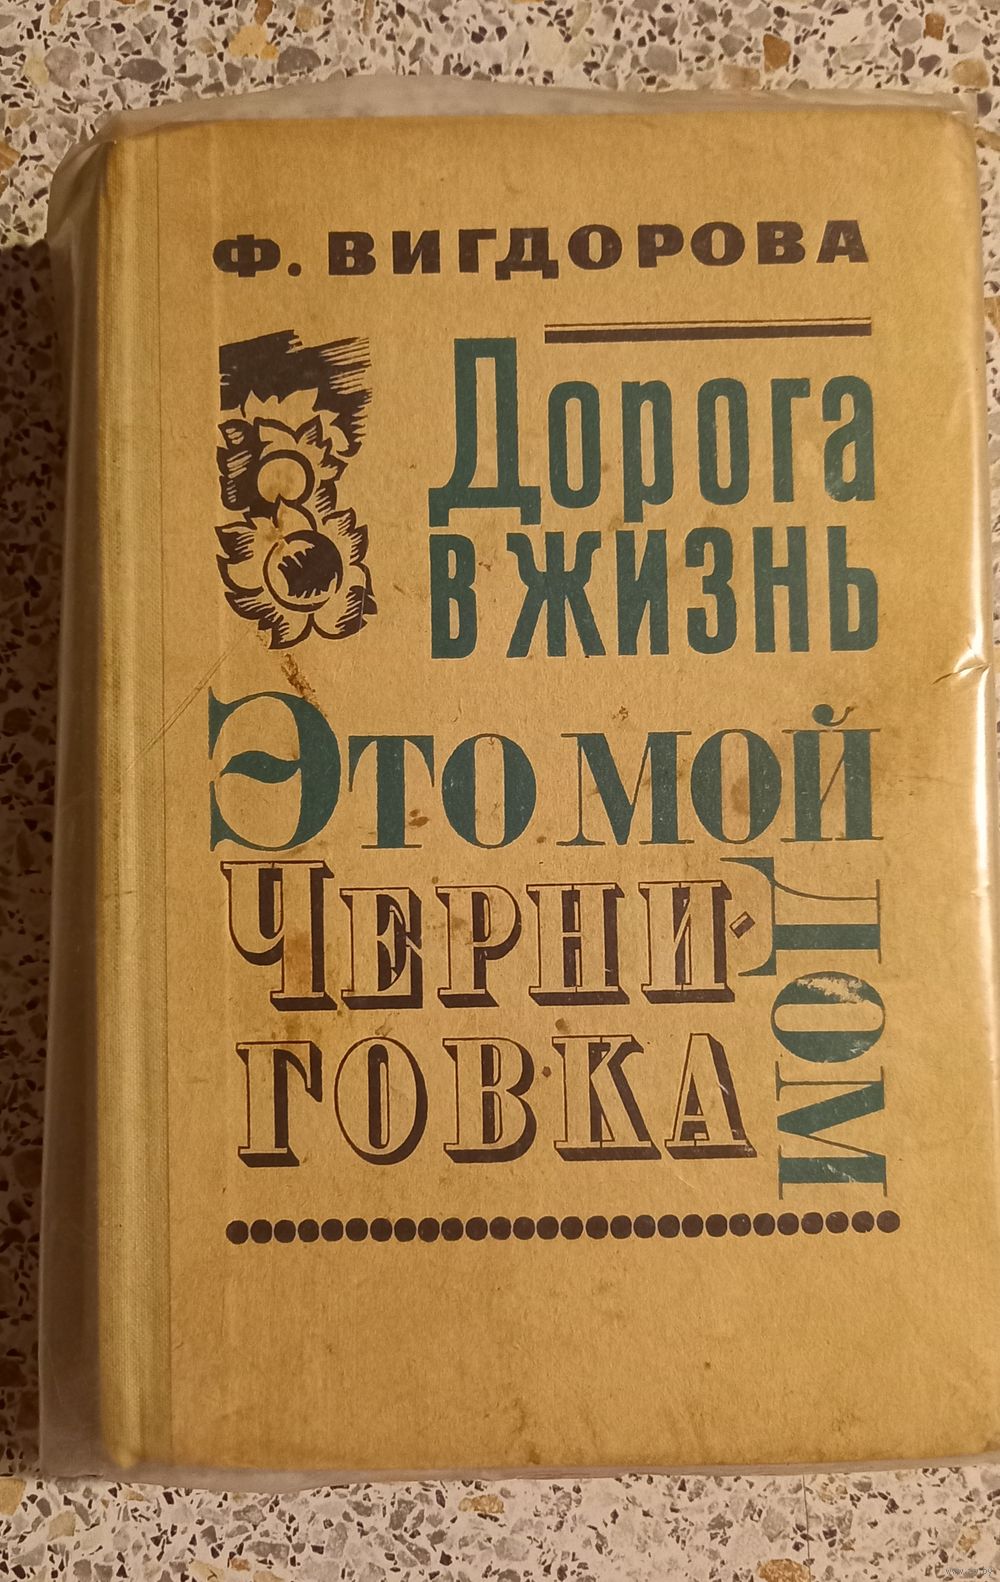 Ф. ВИГДОРОВА
Дорога
в жизнь
Это мой
дом
Черни-
говка